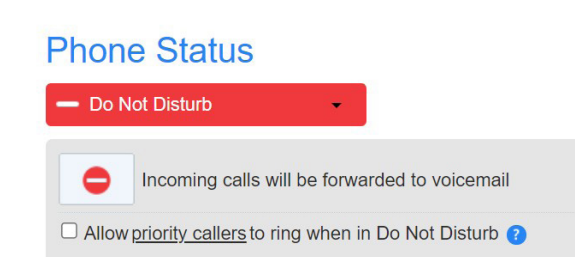 Phone Status
Do Not Disturb
Incoming calls will be forwarded to voicemail
Allow priority callers to ring when in Do Not Disturb ?